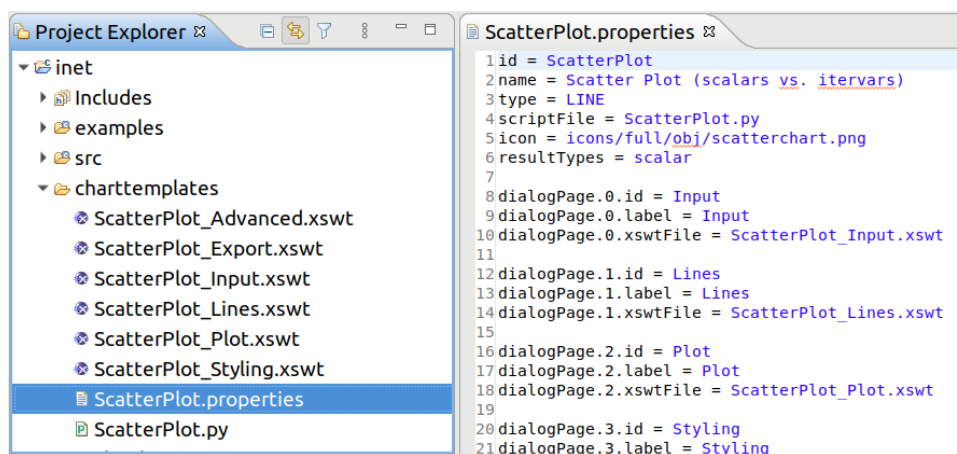 Project Explorer
inet
Includes
examples
src
charttemplates
ScatterPlot_Advanced.xswt
ScatterPlot_Export.xswt
ScatterPlot_Input.xswt
ScatterPlot_Lines.xswt
ScatterPlot_Plot.xswt
ScatterPlot_Styling.xswt
ScatterPlot.properties
ScatterPlot.py
ScatterPlot.properties
1 id = ScatterPlot
2 name = Scatter Plot (scalars vs. itervars)
3 type = LINE
4 scriptFile = ScatterPlot.py
5 icon = icons/full/obj/scatterchart.png
6 resultTypes = scalar
7
8 dialogPage.0.id = Input
9 dialogPage.0.label = Input
10 dialogPage.0.xswtFile = ScatterPlot_Input.xswt
11
12 dialogPage.1.id = Lines
13 dialogPage.1.label = Lines
14 dialogPage.1.xswtFile = ScatterPlot_Lines.xswt
15
16 dialogPage.2.id = Plot
17 dialogPage.2.label = Plot
18 dialogPage.2.xswtFile = ScatterPlot_Plot.xswt
19
20 dialogPage.3.id = Styling
21 dialogPage.3.label = Styling